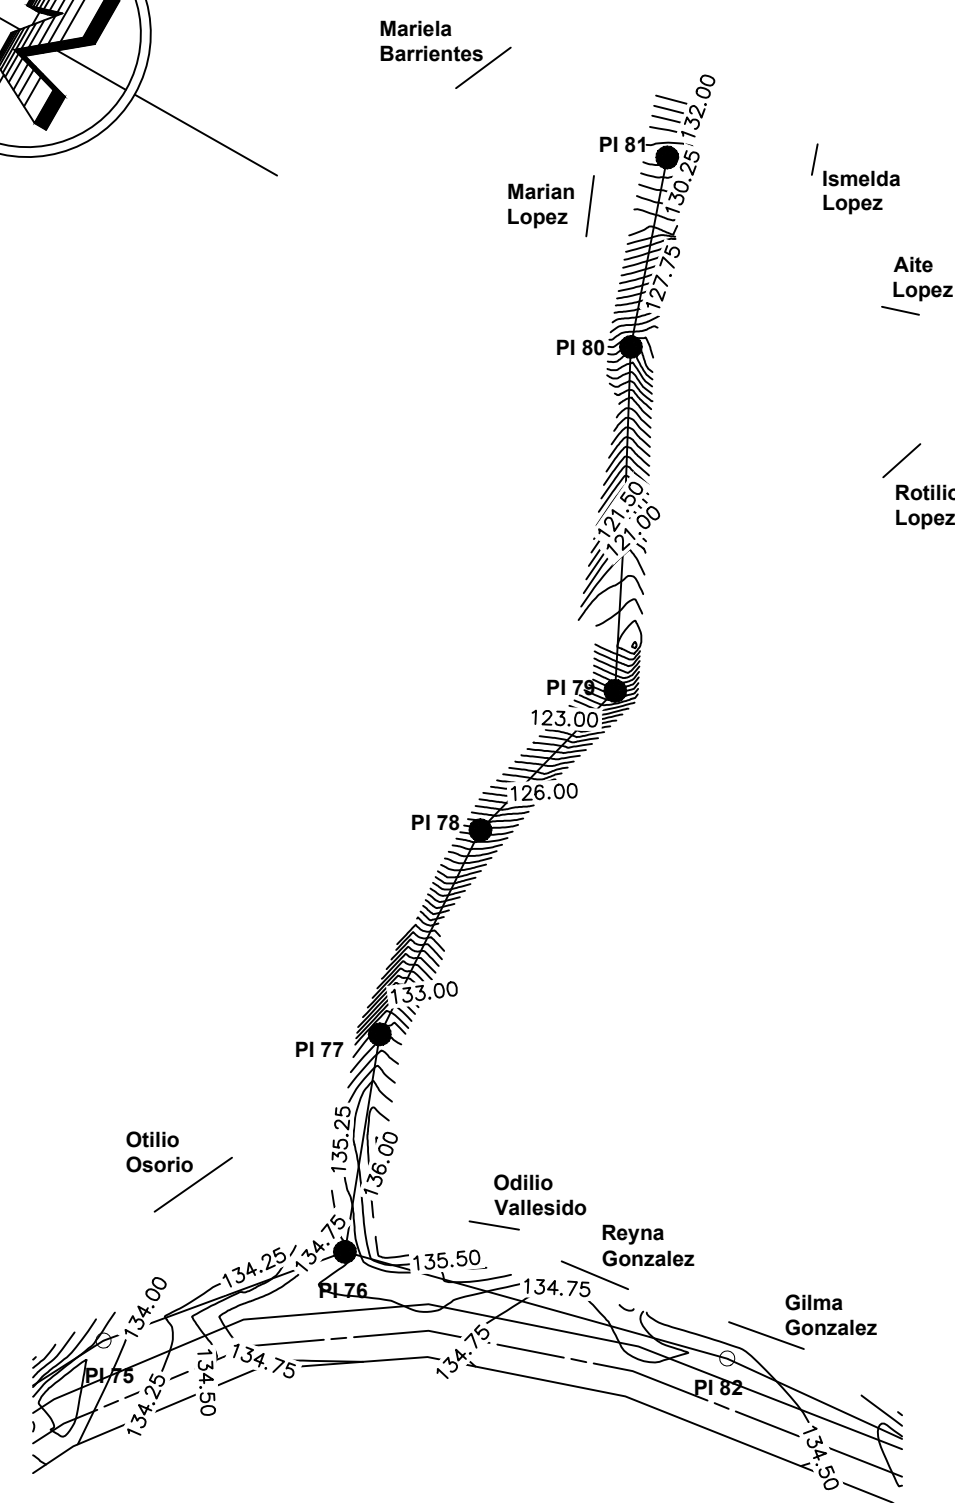 Mariela
Barrientes
132.00
PI 81
130.25
Marian
Lopez
Ismelda
Lopez
127.75
Aite
Lopez
PI 80
121.50
121.00
Rotilio
Lopez
PI 79
123.00
126.00
PI 78
133.00
PI 77
135.25
136.00
Otilio
Osorio
Odilio
Vallesido
Reyna
Gonzalez
134.75
134.25
135.50
PI 76
134.75
134.00
Gilma
Gonzalez
134.75
134.75
PI 75
134.50
134.25
PI 82
134.50